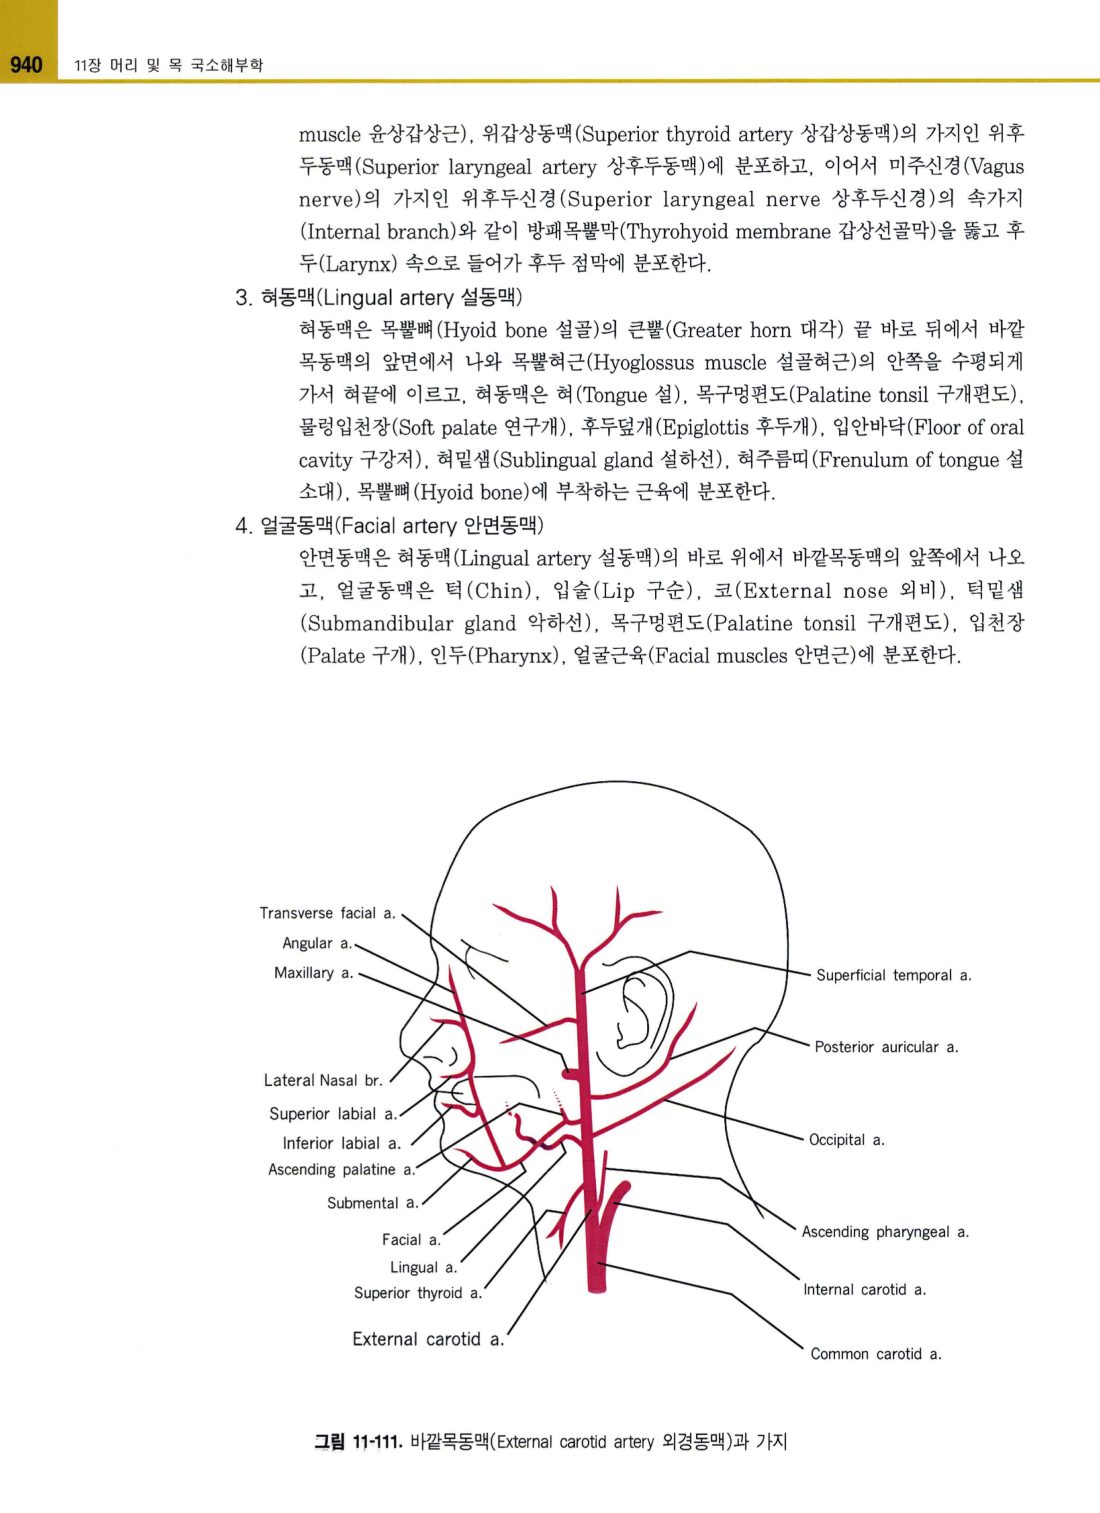 940 11장 머리 및 목 국소해부학
muscle 윤상갑상근), 위갑상동맥(Superior thyroid artery 상갑상동맥)의 가지인 위후
두동맥(Superior laryngeal artery 상후두동맥)에 분포하고, 이어서 미주신경(Vagus
nerve)의 가지인 위후두신경(Superior laryngeal nerve 상후두신경)의 속가지
(Internal branch)와 같이 방패목뿔막(Thyrohyoid membrane 갑상선골막)을 뚫고 후
두(Larynx) 속으로 들어가 후두 점막에 분포한다.
3. 혀동맥(Lingual artery 설동맥)
혀동맥은 목뿔뼈(Hyoid bone 설골)의 큰뿔(Greater horn 대각) 끝 바로 뒤에서 바깥
목동맥의 앞면에서 나와 목뿔혀근(Hyoglossus muscle 설골혀근)의 안쪽을 수평되게
가서 혀끝에 이르고, 혀동맥은 혀(Tongue 설), 목구멍편도(Palatine tonsil 구개편도),
물렁입천장(Soft palate 연구개), 후두덮개(Epiglottis 후두개), 입안바닥(Floor of oral
cavity 구강저), 혀밑샘(Sublingual gland 설하선), 혀주름띠(Frenulum of tongue 설
소대), 목뿔뼈(Hyoid bone)에 부착하는 근육에 분포한다.
4. 얼굴동맥(Facial artery 안면동맥)
안면동맥은 혀동맥(Lingual artery 설동맥)의 바로 위에서 바깥목동맥의 앞쪽에서 나오
고, 얼굴동맥은 턱(Chin), 입술(Lip 구순), 코(External nose 외비), 턱밑샘
(Submandibular gland 악하선), 목구멍편도(Palatine tonsil 구개편도), 입천장
(Palate 구개), 인두(Pharynx), 얼굴근육(Facial muscles 안면근)에 분포한다.
Transverse facial a.
Angular a.
Maxillary a.
Lateral Nasal br.
Superior labial a.
Inferior labial a.
Ascending palatine a.
Submental a.
Facial a.
Lingual a.
Superior thyroid a.
External carotid a.
Superficial temporal a.
Posterior auricular a.
Occipital a.
Ascending pharyngeal a.
Internal carotid a.
Common carotid a.
그림 11-111. 바깥목동맥(External carotid artery 외경동맥)과 가지